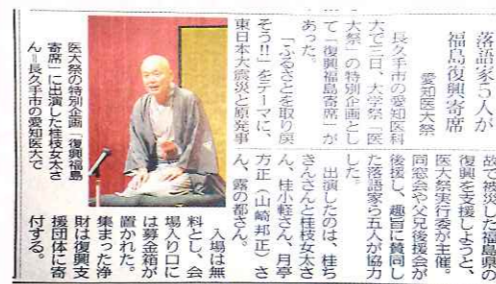 落語家５人が
福島復興寄席
愛知医大祭
長久手市の愛知医科
大で三日、大学祭「医
大祭」の特別企画とし
て「復興福島寄席」が
あった。
「ふるさとを取り戻
そう!!」をテーマに、
東日本大震災と原発事
故で被災した福島県の
復興を支援しようと、
医大祭実行委が主催。
同窓会や父兄後援会が
後援し、趣旨に賛同し
た落語家ら五人が協力
した。
出演したのは、桂ち
きんさんと桂枝女太さ
ん、桂小軽さん、月亭
方正（山崎邦正）さ
ん、露の都さん。
入場は無
料とし、会
場入り口に
は募金箱が
置かれた。
集まった浄
財は復興支
援団体に寄
付する。
医大祭の特別企画「復興福島
寄席」に出演した桂枝女太さ
ん＝長久手市の愛知医大で